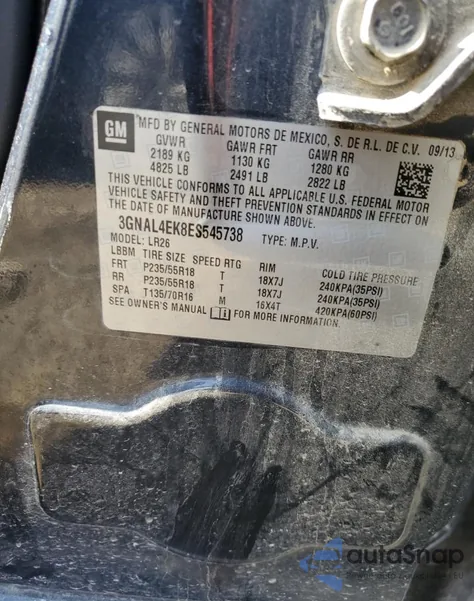 GM
MFD BY GENERAL MOTORS DE MEXICO, S. DE R.L. DE C.V. 09/13
GVWR GAWR FRT GAWR RR
2189 KG 1130 KG 1280 KG
4825 LB 2491 LB 2822 LB
THIS VEHICLE CONFORMS TO ALL APPLICABLE U.S. FEDERAL MOTOR
VEHICLE SAFETY AND THEFT PREVENTION STANDARDS IN EFFECT ON
THE DATE OF MANUFACTURE SHOWN ABOVE.
3GNAL4EK8ES545738 TYPE: M.P.V.
MODEL: LR26
LBBM TIRE SIZE SPEED RTG RIM COLD TIRE PRESSURE
FRT P235/55R18 T 18X7J 240KPA(35PSI)
RR P235/55R18 T 18X7J 240KPA(35PSI)
SPA T135/70R16 M 16X4T 420KPA(60PSI)
SEE OWNER'S MANUAL FOR MORE INFORMATION.
autoSnap